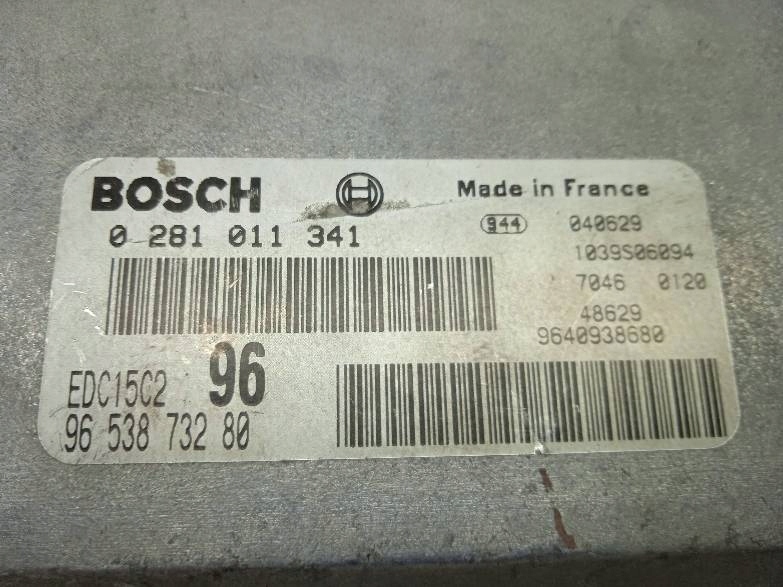 BOSCH
Made in France
0 281 011 341
944
040629
1039S06094
7046 0120
48629
9640938680
EDC15C2 96
96 538 732 80